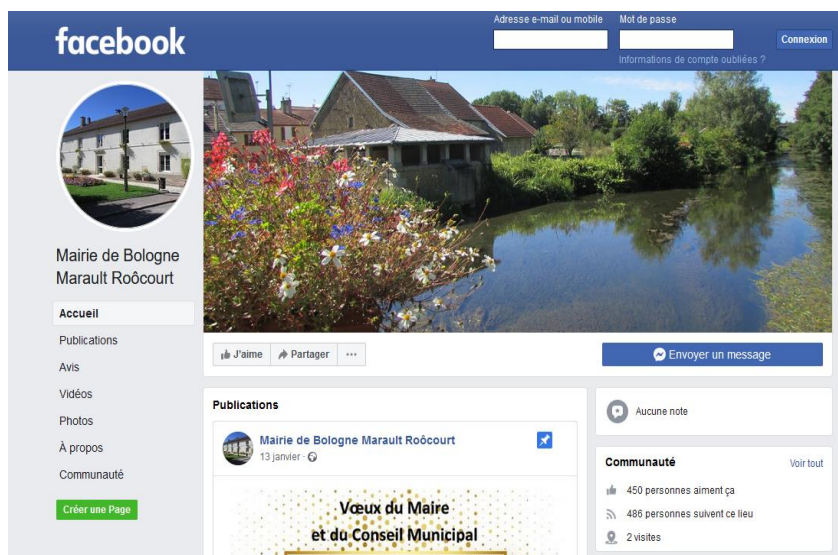 facebook
Adresse e-mail ou mobile
Mot de passe
Connexion
Informations de compte oubliées ?
Mairie de Bologne
Marault Roôcourt
Accueil
Publications
Avis
Vidéos
Photos
À propos
Communauté
Créer une Page
J'aime
Partager
Envoyer un message
Publications
Mairie de Bologne Marault Roôcourt
13 janvier
Vœux du Maire
et du Conseil Municipal
Aucune note
Communauté
Voir tout
450 personnes aiment ça
486 personnes suivent ce lieu
2 visites